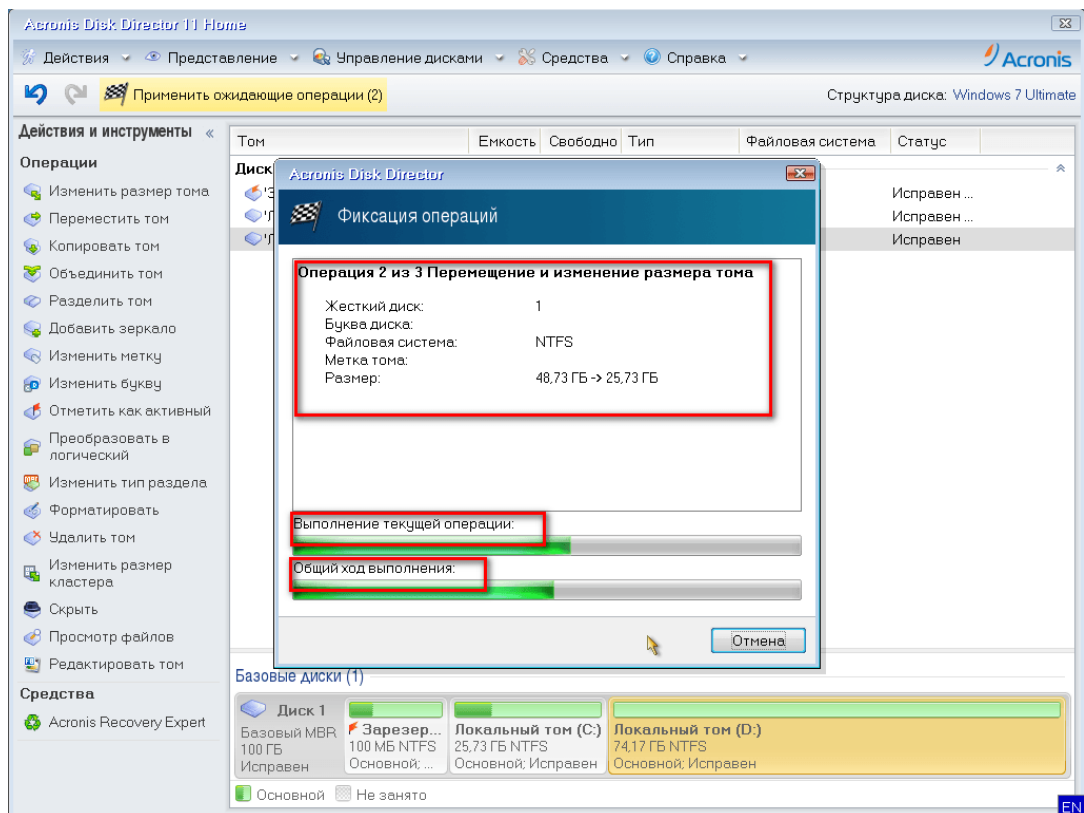 Acronis Disk Director 11 Home
Действия Представление Управление дисками Средства Справка
Acronis
Применить ожидающие операции (2)
Структура диска: Windows 7 Ultimate
Действия и инструменты «
Операции
Изменить размер тома
Переместить том
Копировать том
Объединить том
Разделить том
Добавить зеркало
Изменить метку
Изменить букву
Отметить как активный
Преобразовать в
логический
Изменить тип раздела
Форматировать
Удалить том
Изменить размер
кластера
Скрыть
Просмотр файлов
Редактировать том
Средства
Acronis Recovery Expert
Том Емкость Свободно Тип Файловая система Статус
Диск
Исправен ...
Исправен ...
Исправен
Acronis Disk Director
Фиксация операций
Операция 2 из 3 Перемещение и изменение размера тома
Жесткий диск: 1
Буква диска:
Файловая система: NTFS
Метка тома:
Размер: 48,73 ГБ -> 25,73 ГБ
Выполнение текущей операции:
Общий ход выполнения:
Отмена
Базовые диски (1)
Диск 1
Базовый MBR
100 ГБ
Исправен
Зарезер...
100 МБ NTFS
Основной; ...
Локальный том (C:)
25,73 ГБ NTFS
Основной; Исправен
Локальный том (D:)
74,17 ГБ NTFS
Основной; Исправен
Основной Не занято
EN